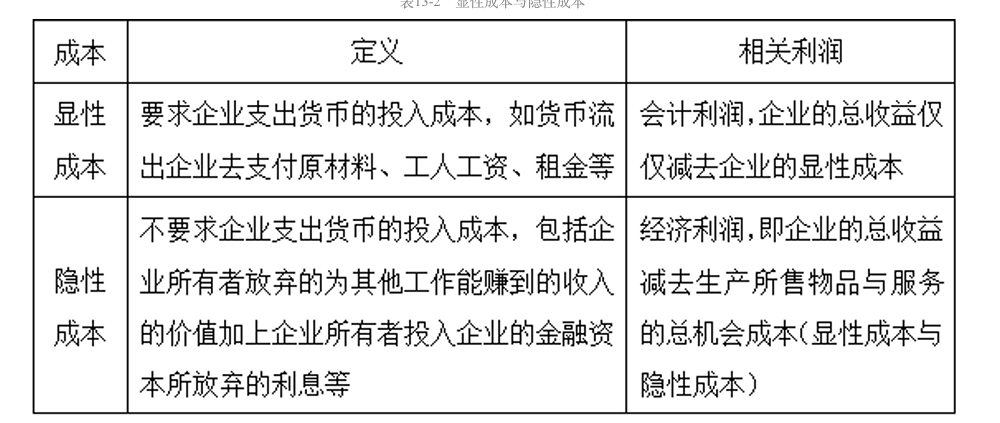 表13-2 显性成本与隐性成本
成本
定义
相关利润
显性
成本
要求企业支出货币的投入成本，如货币流
出企业去支付原材料、工人工资、租金等
会计利润,企业的总收益仅
仅减去企业的显性成本
隐性
成本
不要求企业支出货币的投入成本，包括企
业所有者放弃的为其他工作能赚到的收入
的价值加上企业所有者投入企业的金融资
本所放弃的利息等
经济利润,即企业的总收益
减去生产所售物品与服务
的总机会成本(显性成本与
隐性成本)